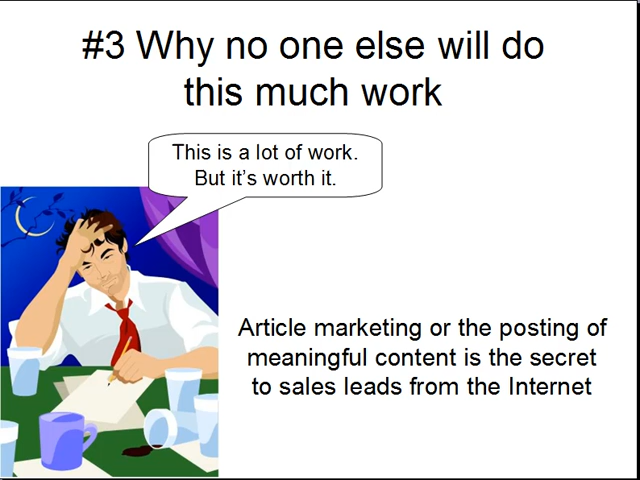 #3 Why no one else will do
this much work
This is a lot of work.
But it's worth it.
Article marketing or the posting of
meaningful content is the secret
to sales leads from the Internet